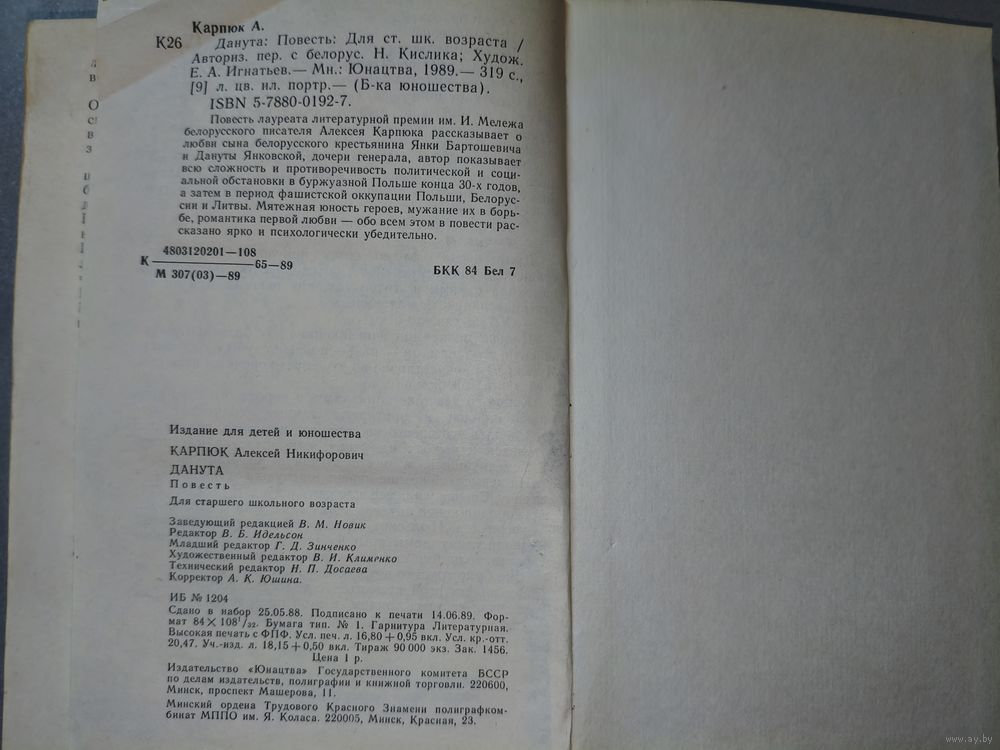 Карпюк А.
К26
Данута: Повесть: Для ст. шк. возраста /
Авториз. пер. с белорус. Н. Кислика; Худож.
Е. А. Игнатьев.— Мн.: Юнацтва, 1989.— 319 с.,
[9] л. цв. нл. портр.— (Б-ка юношества).
ISBN 5-7880-0192-7.
Повесть лауреата литературной премии им. И. Мележа
белорусского писателя Алексея Карпюка рассказывает о
любви сына белорусского крестьянина Янки Бартошевича
и Дануты Янковской, дочери генерала, автор показывает
всю сложность и противоречивость политической и соци-
альной обстановки в буржуазной Польше конца 30-х годов,
а затем в период фашистской оккупации Польши, Белорус-
сии и Литвы. Мятежная юность героев, мужание их в борь-
бе, романтика первой любви — обо всем этом в повести рас-
сказано ярко и психологически убедительно.
4803120201—108
К 65—89
М 307(03)—89
БКК 84 Бел 7
Издание для детей и юношества
КАРПЮК Алексей Никифорович
ДАНУТА
Повесть
Для старшего школьного возраста
Заведующий редакцией В. М. Новик
Редактор В. Б. Идельсон
Младший редактор Г. Д. Зинченко
Художественный редактор В. И. Клименко
Технический редактор Н. П. Досаева
Корректор А. К. Юшина.
ИБ № 1204
Сдано в набор 25.05.88. Подписано к печати 14.06.89. Фор-
мат 84×108¹/₃₂. Бумага тип. № 1. Гарнитура Литературная.
Высокая печать с ФПФ. Усл. печ. л. 16,80+0,95 вкл. Усл. кр.-отт.
20,47. Уч.-изд. л. 18,15+0,50 вкл. Тираж 90 000 экз. Зак. 1456.
Цена 1 р.
Издательство «Юнацтва» Государственного комитета БССР
по делам издательств, полиграфии и книжной торговли. 220600,
Минск, проспект Машерова, 11.
Минский ордена Трудового Красного Знамени полиграфком-
бинат МППО им. Я. Коласа. 220005, Минск, Красная, 23.
www.ay.by